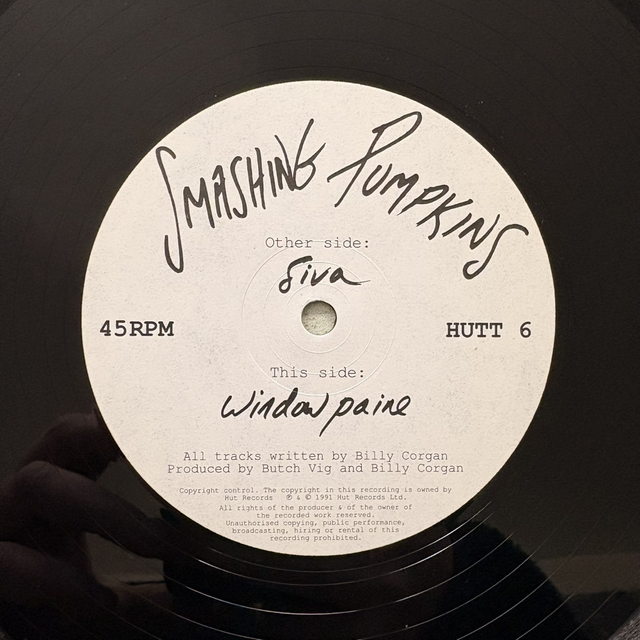 SMASHING PUMPKINS
Other side:
Siva
45RPM
HUTT 6
This side:
Window paine
All tracks written by Billy Corgan
Produced by Butch Vig and Billy Corgan
Copyright control. The copyright in this recording is owned by
Hut Records ℗ & © 1991 Hut Records Ltd.
All rights of the producer & of the owner of
the recorded work reserved.
Unauthorised copying, public performance,
broadcasting, hiring or rental of this
recording prohibited.